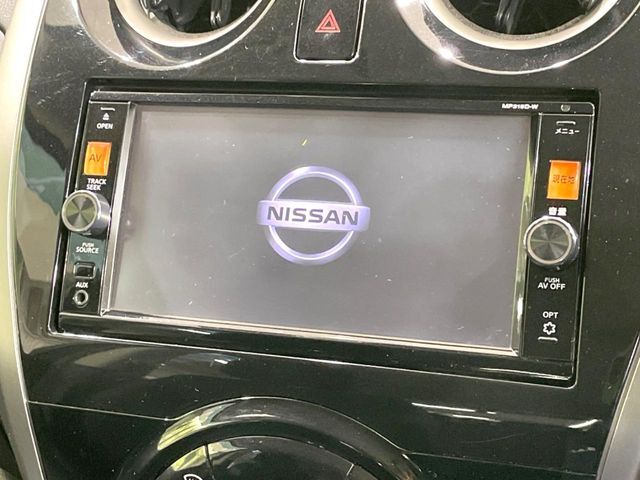 MP315D-W
OPEN
メニュー
AV
TRACK
SEEK
現在地
音量
NISSAN
PUSH
SOURCE
PUSH
AV OFF
AUX
OPT